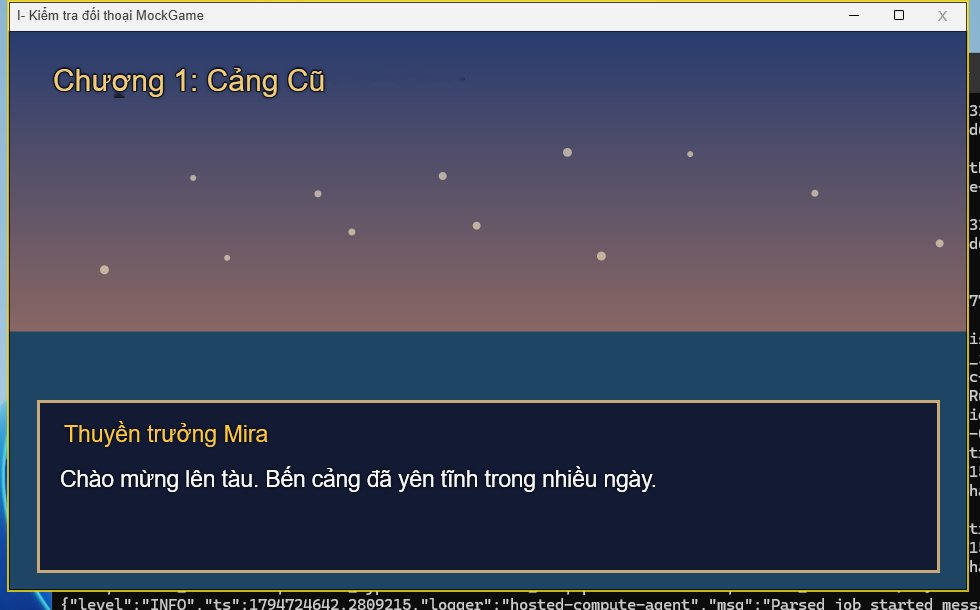 I- Kiểm tra đối thoại MockGame
Chương 1: Cảng Cũ
Thuyền trưởng Mira
Chào mừng lên tàu. Bến cảng đã yên tĩnh trong nhiều ngày.
{"level":"INFO","ts":1794724642.2809215,"logger":"hosted-compute-agent","msg":"Parsed job started mes